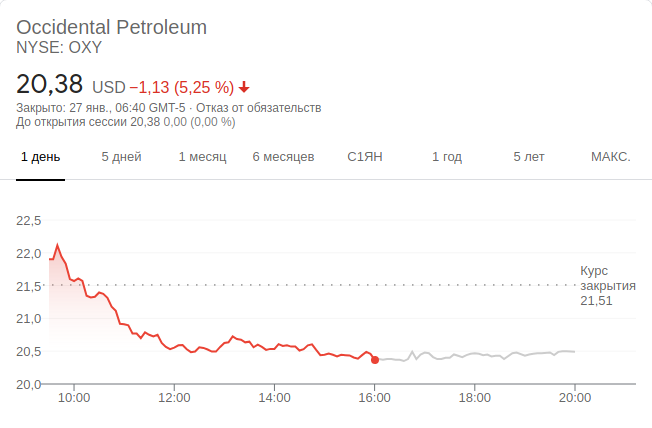 Occidental Petroleum
NYSE: OXY
20,38 USD −1,13 (5,25 %)
Закрыто: 27 янв., 06:40 GMT-5 · Отказ от обязательств
До открытия сессии 20,38 0,00 (0,00 %)
1 день 5 дней 1 месяц 6 месяцев С1ЯН 1 год 5 лет МАКС.
22,5
22,0
21,5
21,0
20,5
20,0
Курс
закрытия
21,51
10:00 12:00 14:00 16:00 18:00 20:00